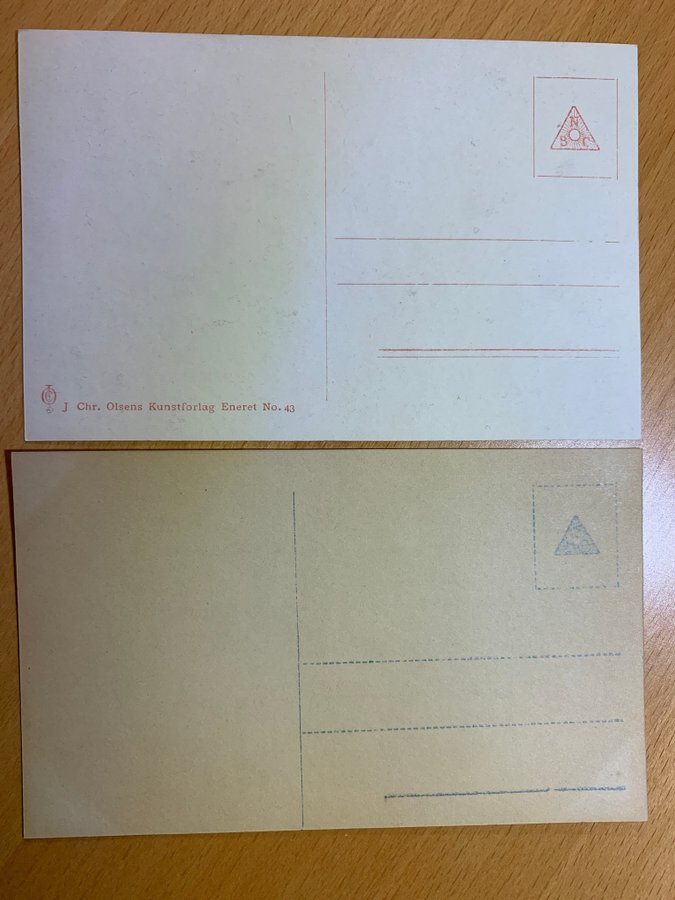 N
B C
J Chr. Olsens Kunstforlag Eneret No. 43